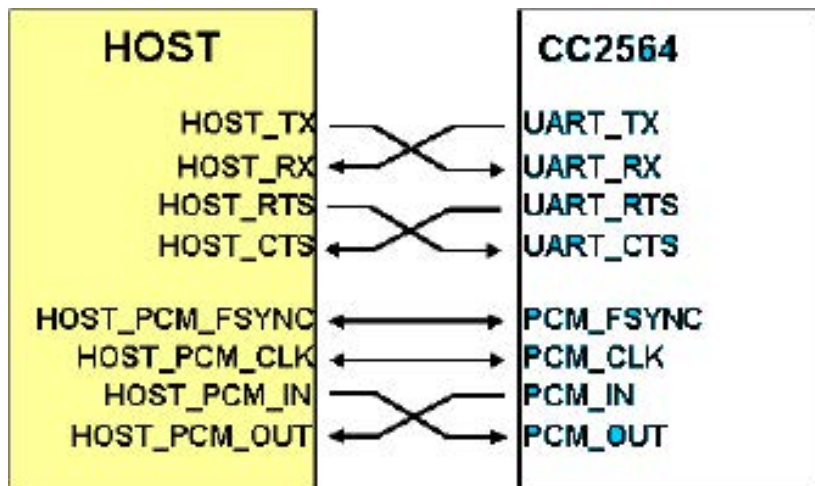 HOST
CC2564
HOST_TX
UART_TX
HOST_RX
UART_RX
HOST_RTS
UART_RTS
HOST_CTS
UART_CTS
HOST_PCM_FSYNC
PCM_FSYNC
HOST_PCM_CLK
PCM_CLK
HOST_PCM_IN
PCM_IN
HOST_PCM_OUT
PCM_OUT